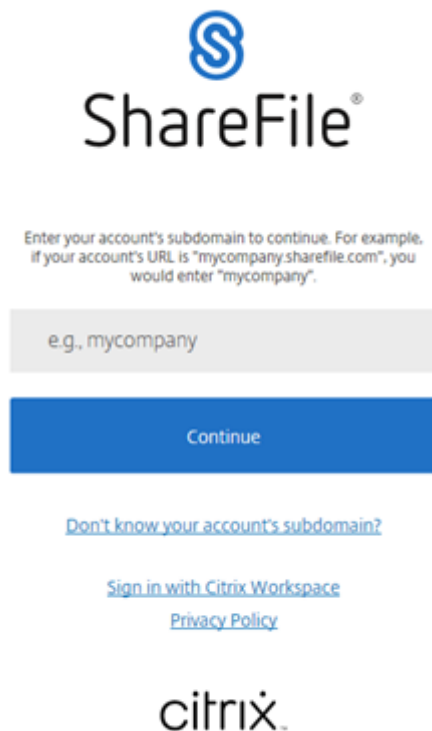 ShareFile®
Enter your account's subdomain to continue. For example,
if your account's URL is "mycompany.sharefile.com", you
would enter "mycompany".
e.g., mycompany
Continue
Don't know your account's subdomain?
Sign in with Citrix Workspace
Privacy Policy
citrix™